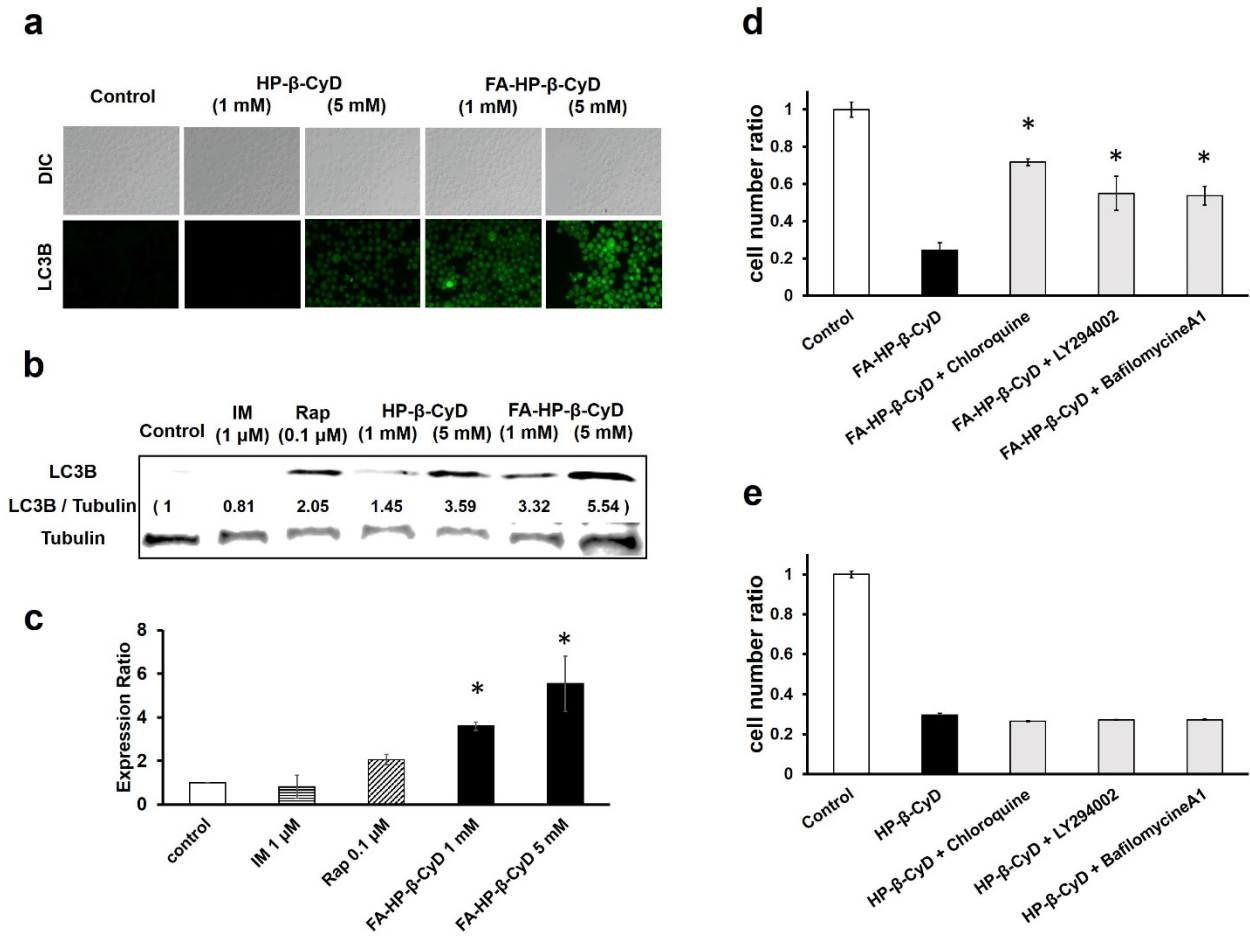 a
Control
HP-β-CyD
(1 mM) (5 mM)
FA-HP-β-CyD
(1 mM) (5 mM)
DIC
LC3B
b
Control
IM
(1 μM)
Rap
(0.1 μM)
HP-β-CyD
(1 mM) (5 mM)
FA-HP-β-CyD
(1 mM) (5 mM)
LC3B
LC3B / Tubulin ( 1 0.81 2.05 1.45 3.59 3.32 5.54 )
Tubulin
c
Expression Ratio
8
6
4
2
0
*
*
control
IM 1 μM
Rap 0.1 μM
FA-HP-β-CyD 1 mM
FA-HP-β-CyD 5 mM
d
cell number ratio
1
0.8
0.6
0.4
0.2
0
*
*
*
Control
FA-HP-β-CyD
FA-HP-β-CyD + Chloroquine
FA-HP-β-CyD + LY294002
FA-HP-β-CyD + BafilomycineA1
e
cell number ratio
1
0.8
0.6
0.4
0.2
0
Control
HP-β-CyD
HP-β-CyD + Chloroquine
HP-β-CyD + LY294002
HP-β-CyD + BafilomycineA1